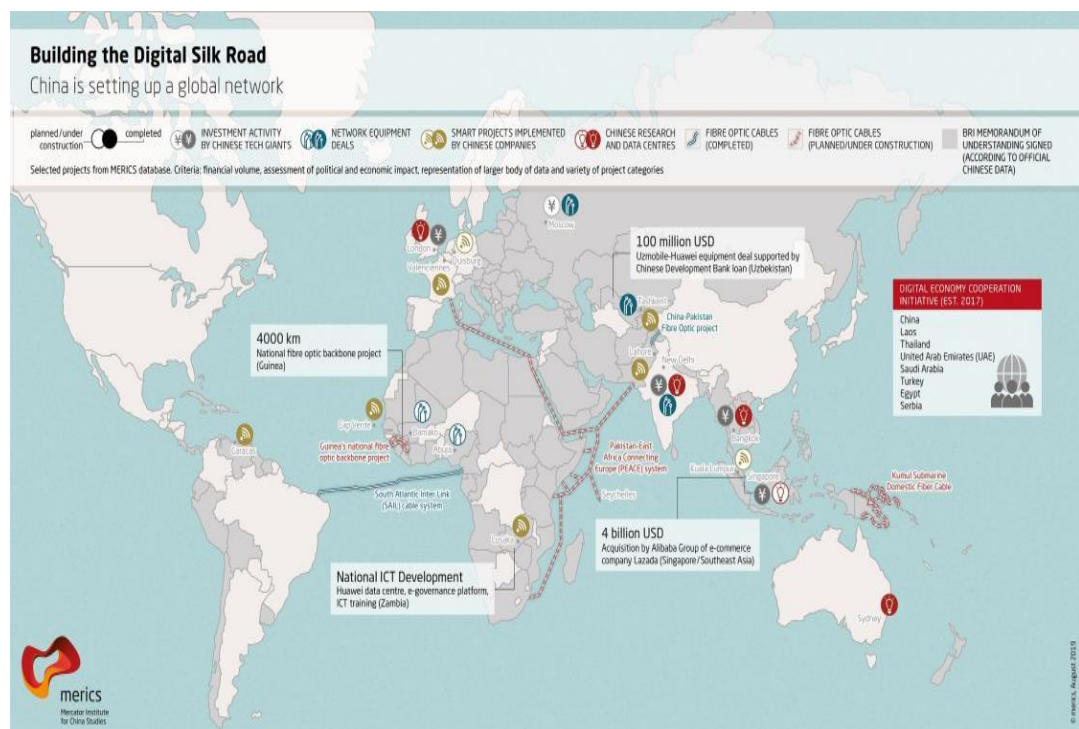 Building the Digital Silk Road
China is setting up a global network
planned/under
construction
completed
INVESTMENT ACTIVITY
BY CHINESE TECH GIANTS
NETWORK EQUIPMENT
DEALS
SMART PROJECTS IMPLEMENTED
BY CHINESE COMPANIES
CHINESE RESEARCH
AND DATA CENTRES
FIBRE OPTIC CABLES
(COMPLETED)
FIBRE OPTIC CABLES
(PLANNED/UNDER CONSTRUCTION)
BRI MEMORANDUM OF
UNDERSTANDING SIGNED
(ACCORDING TO OFFICIAL
CHINESE DATA)
Selected projects from MERICS database. Criteria: financial volume, assessment of political and economic impact, representation of larger body of data and variety of project categories
Moscow
London
Duisburg
Valenciennes
100 million USD
Uzmobile-Huawei equipment deal supported by
Chinese Development Bank loan (Uzbekistan)
DIGITAL ECONOMY COOPERATION
INITIATIVE (EST. 2017)
China
Laos
Thailand
United Arab Emirates (UAE)
Saudi Arabia
Turkey
Egypt
Serbia
Tashkent
China-Pakistan
Fibre Optic project
4000 km
National fibre optic backbone project
(Guinea)
Lahore
New Delhi
Cap Verde
Bamako
Abuja
Caracas
Guinea's national fibre
optic backbone project
Bangkok
Pakistan-East
Africa Connecting
Europe (PEACE) system
Kuala Lumpur
Singapore
Kumul Submarine
Domestic Fiber Cable
South Atlantic Inter Link
(SAIL) cable system
Seychelles
4 billion USD
Acquisition by Alibaba Group of e-commerce
company Lazada (Singapore/Southeast Asia)
Lusaka
National ICT Development
Huawei data centre, e-governance platform,
ICT training (Zambia)
Sydney
merics
Mercator Institute
for China Studies
© merics, August 2019